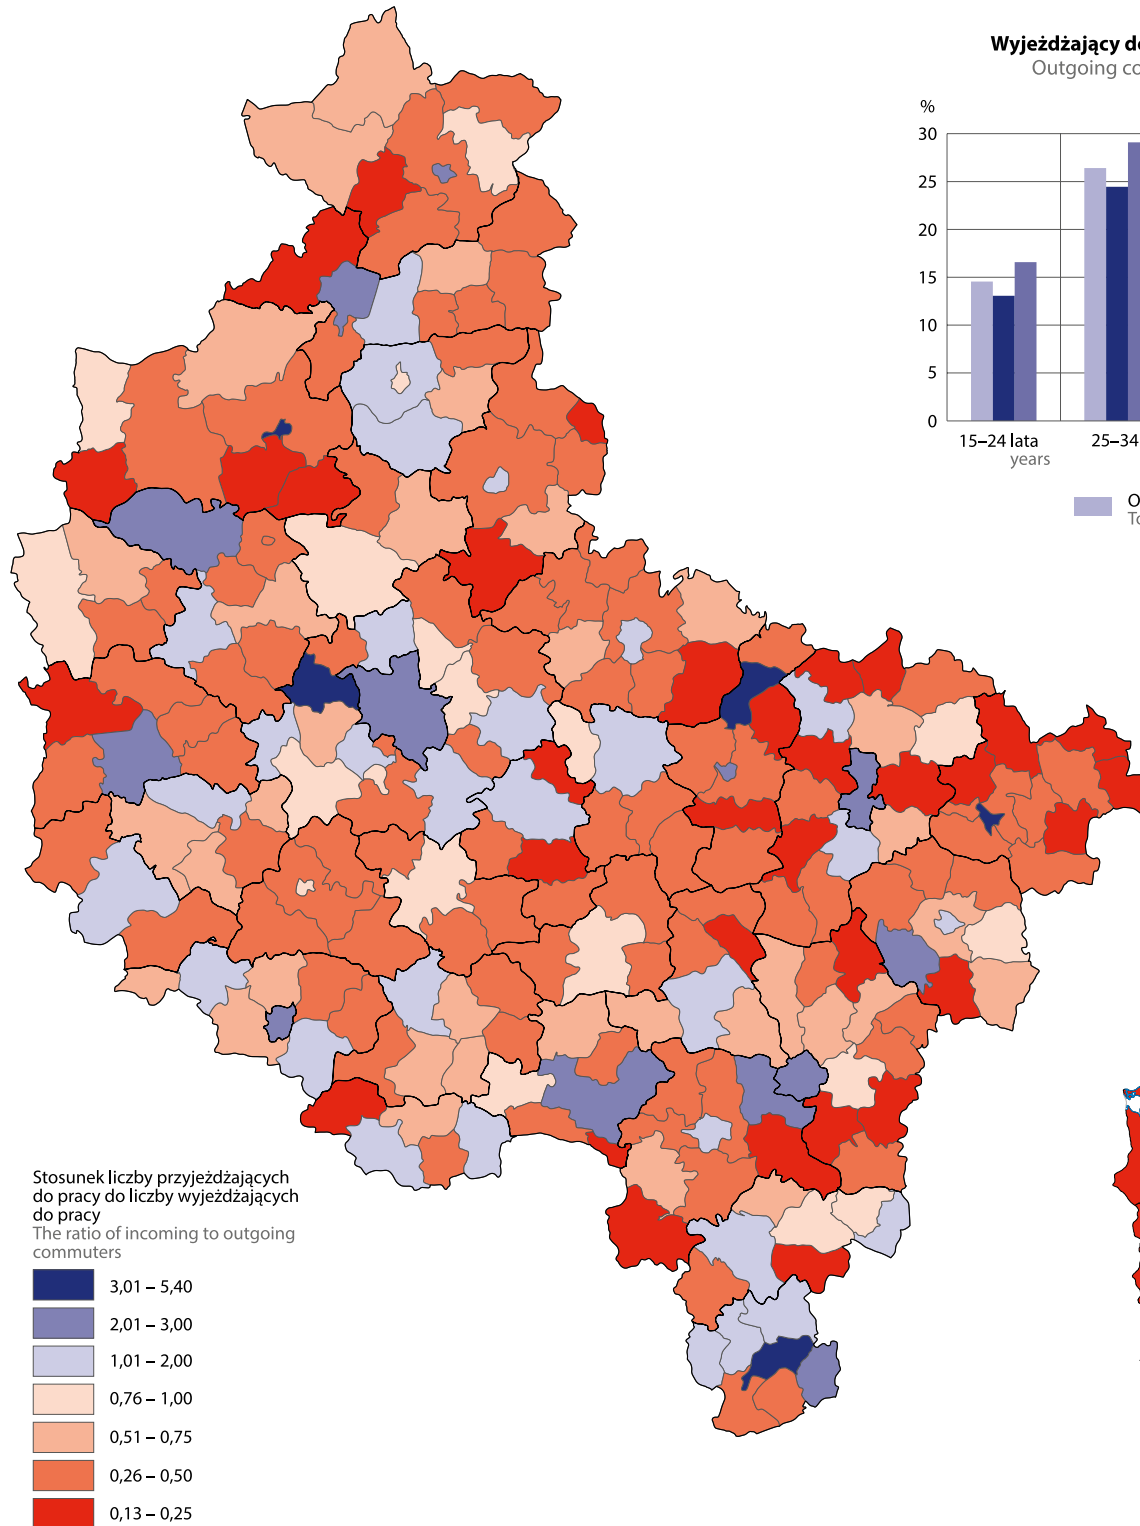 Wyjeżdżający do
Outgoing co
%
30
25
20
15
10
5
0
15–24 lata
years
25–34
O
To
Stosunek liczby przyjeżdżających
do pracy do liczby wyjeżdżających
do pracy
The ratio of incoming to outgoing
commuters
3,01 – 5,40
2,01 – 3,00
1,01 – 2,00
0,76 – 1,00
0,51 – 0,75
0,26 – 0,50
0,13 – 0,25